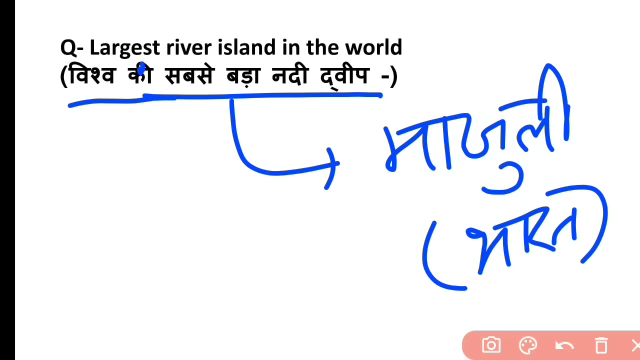 Q- Largest river island in the world
(विश्व की सबसे बड़ा नदी द्वीप -)
माजुली
(भारत)